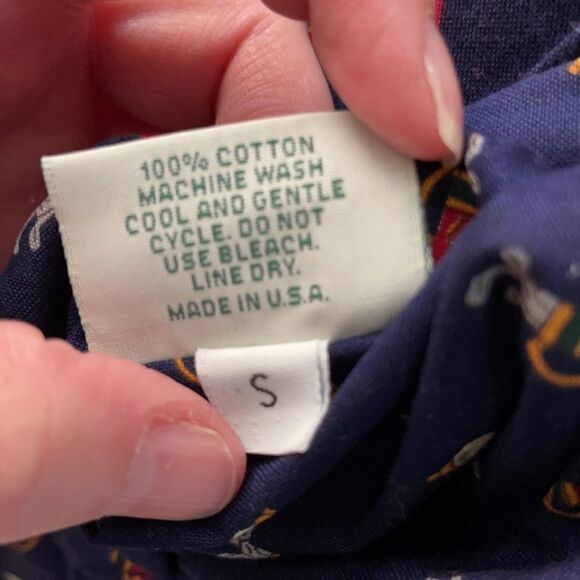 100% COTTON
MACHINE WASH
COOL AND GENTLE
CYCLE. DO NOT
USE BLEACH.
LINE DRY.
MADE IN U.S.A.
S